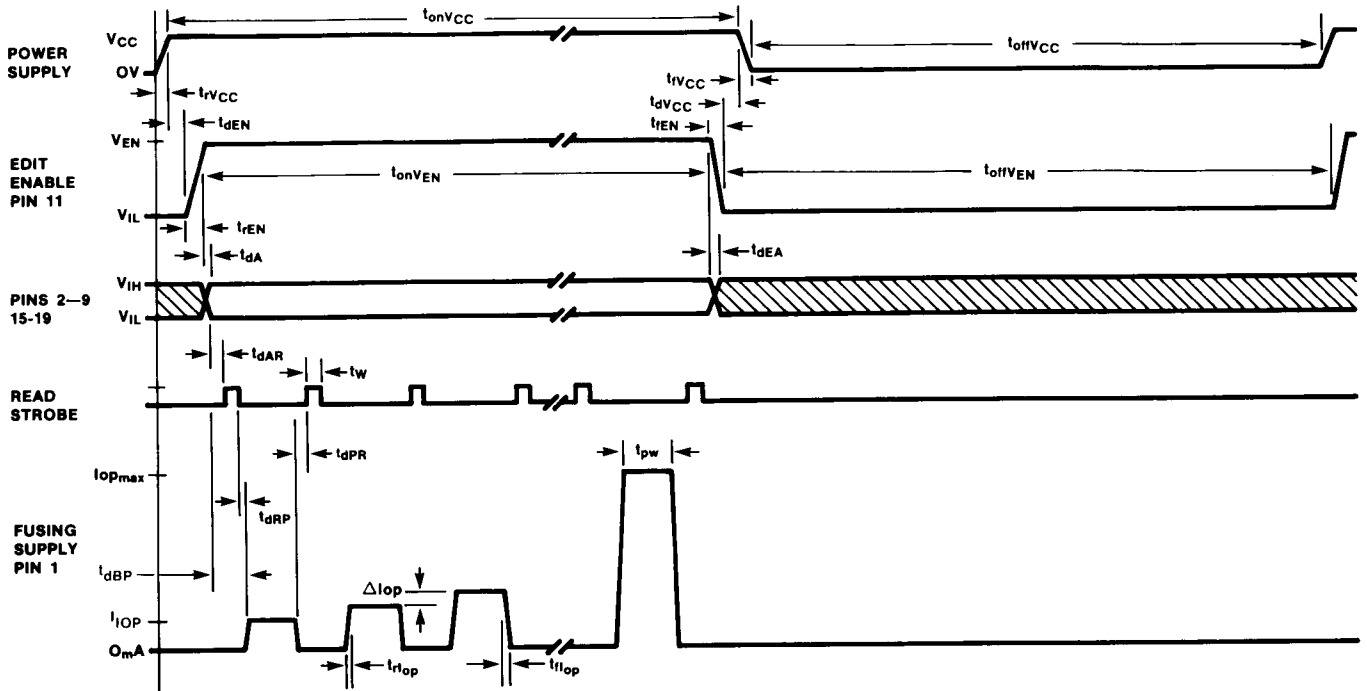 tonVCC
VCC
POWER
SUPPLY
OV
toffVCC
tfVCC
trVCC
tdVCC
tdEN
tfEN
VEN
EDIT
ENABLE
PIN 11
tonVEN
toffVEN
VIL
trEN
tdA
tdEA
VIH
PINS 2—9
15-19
VIL
tdAR
tW
READ
STROBE
tdPR
tpw
Iopmax
tdRP
FUSING
SUPPLY
PIN 1
tdBP
△Iop
IIOP
OmA
trIop
tfIop